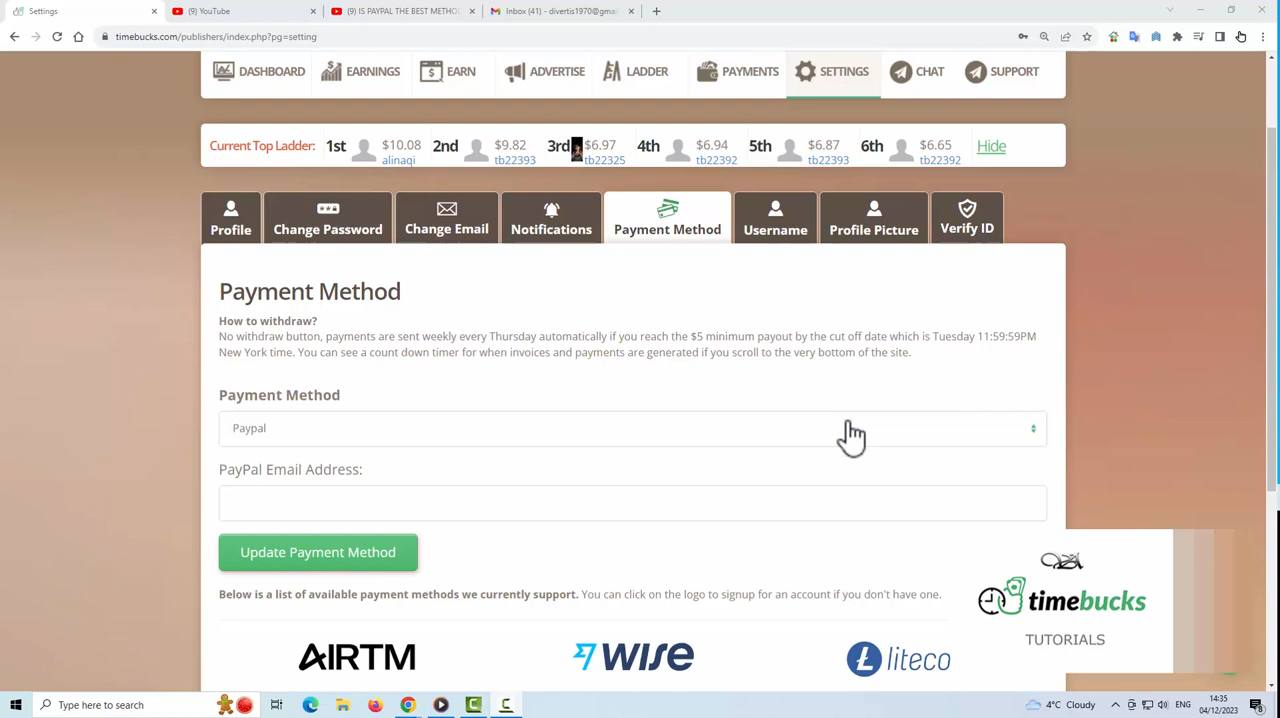 Settings
(9) YouTube
(9) IS PAYPAL THE BEST METHO
Inbox (41) - divertis1970@gmai
timebucks.com/publishers/index.php?pg=setting
DASHBOARD
EARNINGS
EARN
ADVERTISE
LADDER
PAYMENTS
SETTINGS
CHAT
SUPPORT
Current Top Ladder:
1st $10.08 alinaqi
2nd $9.82 tb22393
3rd $6.97 tb22325
4th $6.94 tb22392
5th $6.87 tb22393
6th $6.65 tb22392
Hide
Profile
Change Password
Change Email
Notifications
Payment Method
Username
Profile Picture
Verify ID
Payment Method
How to withdraw?
No withdraw button, payments are sent weekly every Thursday automatically if you reach the $5 minimum payout by the cut off date which is Tuesday 11:59:59PM
New York time. You can see a count down timer for when invoices and payments are generated if you scroll to the very bottom of the site.
Payment Method
Paypal
PayPal Email Address:
Update Payment Method
Below is a list of available payment methods we currently support. You can click on the logo to signup for an account if you don't have one.
AIRTM
WISE
liteco
timebucks
TUTORIALS
Type here to search
4°C Cloudy
ENG
14:35
04/12/2023
8